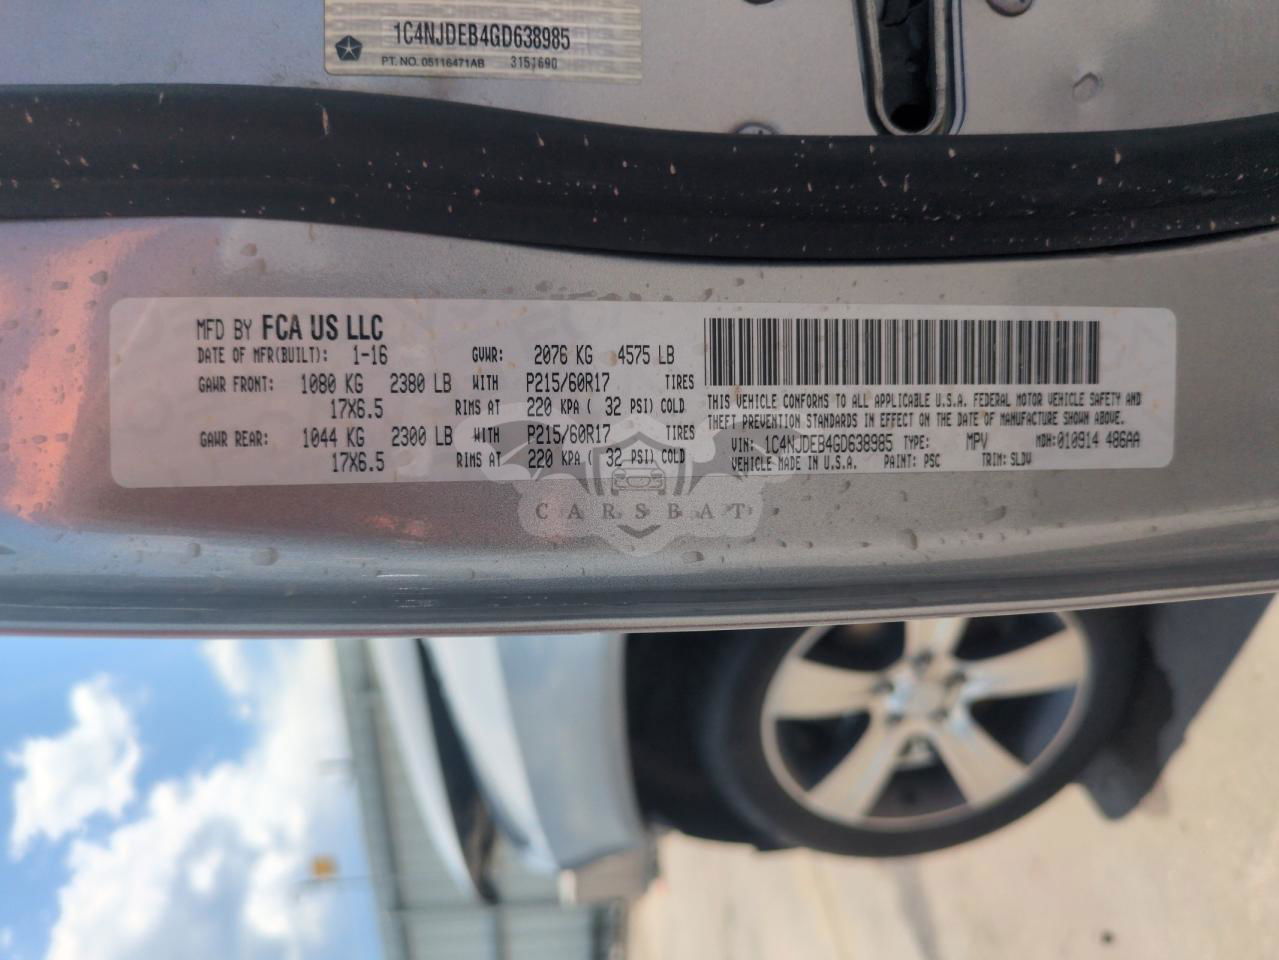 1C4NJDEB4GD638985
PT. NO. 05116471AB 3151690
MFD BY FCA US LLC
DATE OF MFR(BUILT): 1-16 GVWR: 2076 KG 4575 LB
GAWR FRONT: 1080 KG 2380 LB WITH P215/60R17 TIRES
17X6.5 RIMS AT 220 KPA ( 32 PSI) COLD
GAWR REAR: 1044 KG 2300 LB WITH P215/60R17 TIRES
17X6.5 RIMS AT 220 KPA ( 32 PSI) COLD
THIS VEHICLE CONFORMS TO ALL APPLICABLE U.S.A. FEDERAL MOTOR VEHICLE SAFETY AND
THEFT PREVENTION STANDARDS IN EFFECT ON THE DATE OF MANUFACTURE SHOWN ABOVE.
VIN: 1C4NJDEB4GD638985 TYPE: MPV MDH: 010914 486AA
VEHICLE MADE IN U.S.A. PAINT: PSC TRIM: SLDV
CARSBAT